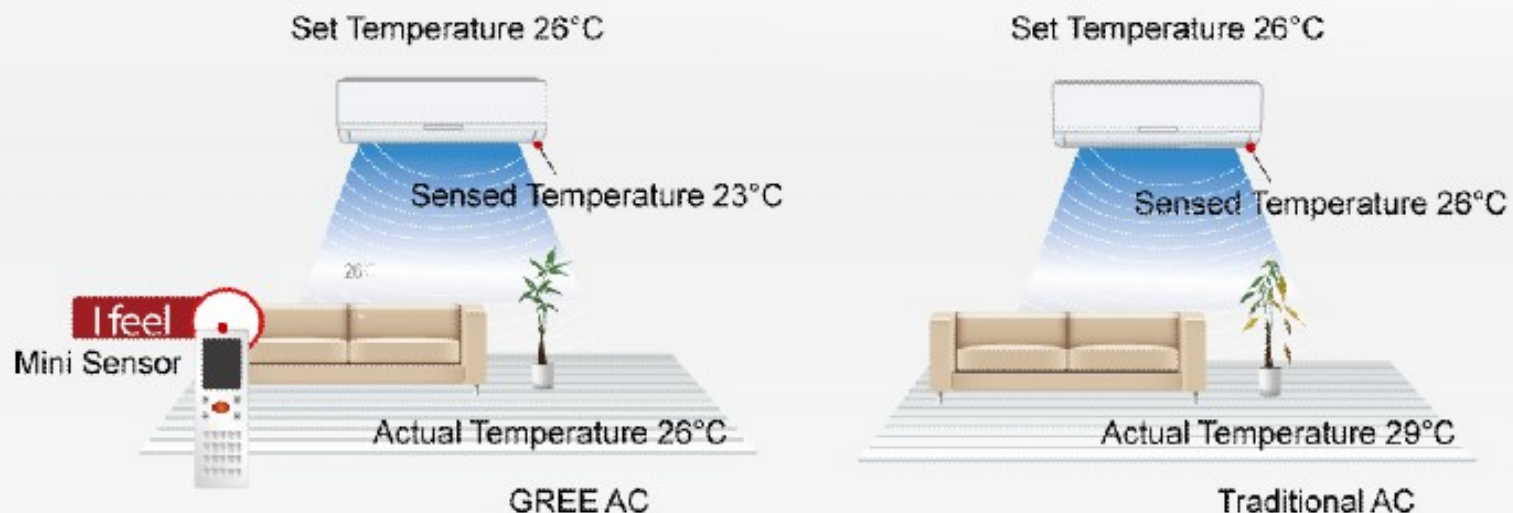 Set Temperature 26°C
Set Temperature 26°C
Sensed Temperature 23°C
Sensed Temperature 26°C
26°C
I feel
Mini Sensor
Actual Temperature 26°C
Actual Temperature 29°C
GREE AC
Traditional AC